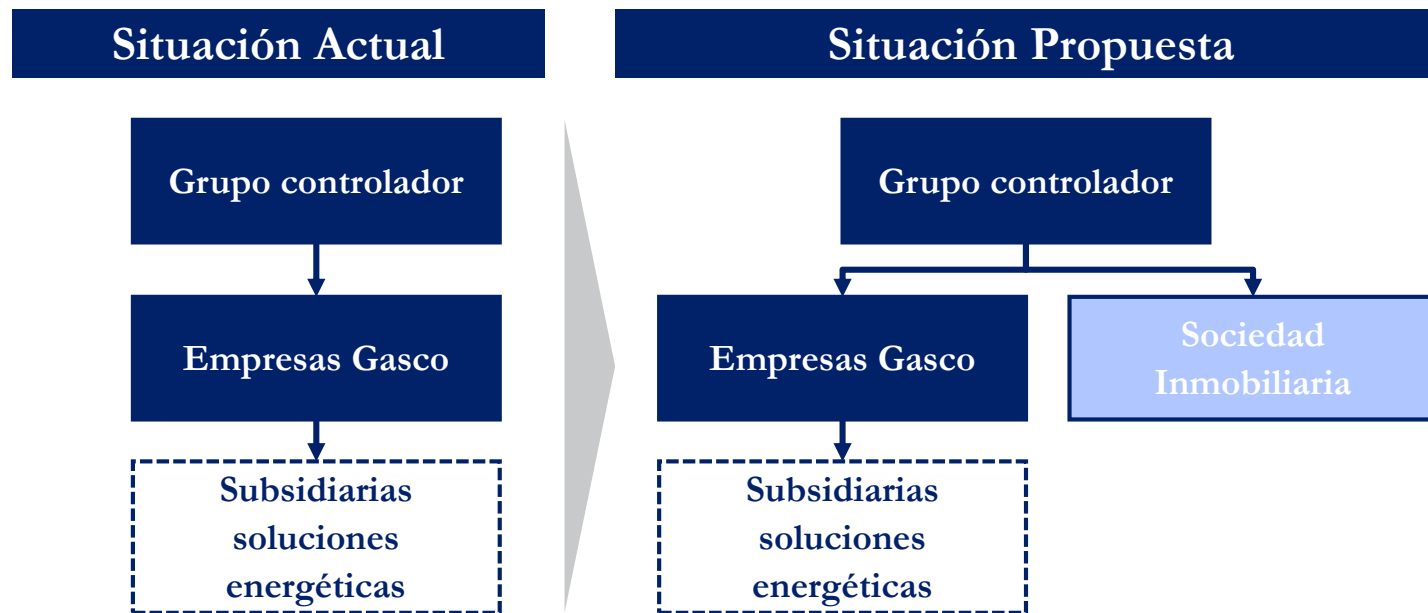 Situación Actual
Grupo controlador
Empresas Gasco
Subsidiarias
soluciones
energéticas
Situación Propuesta
Grupo controlador
Empresas Gasco
Sociedad
Inmobiliaria
Subsidiarias
soluciones
energéticas